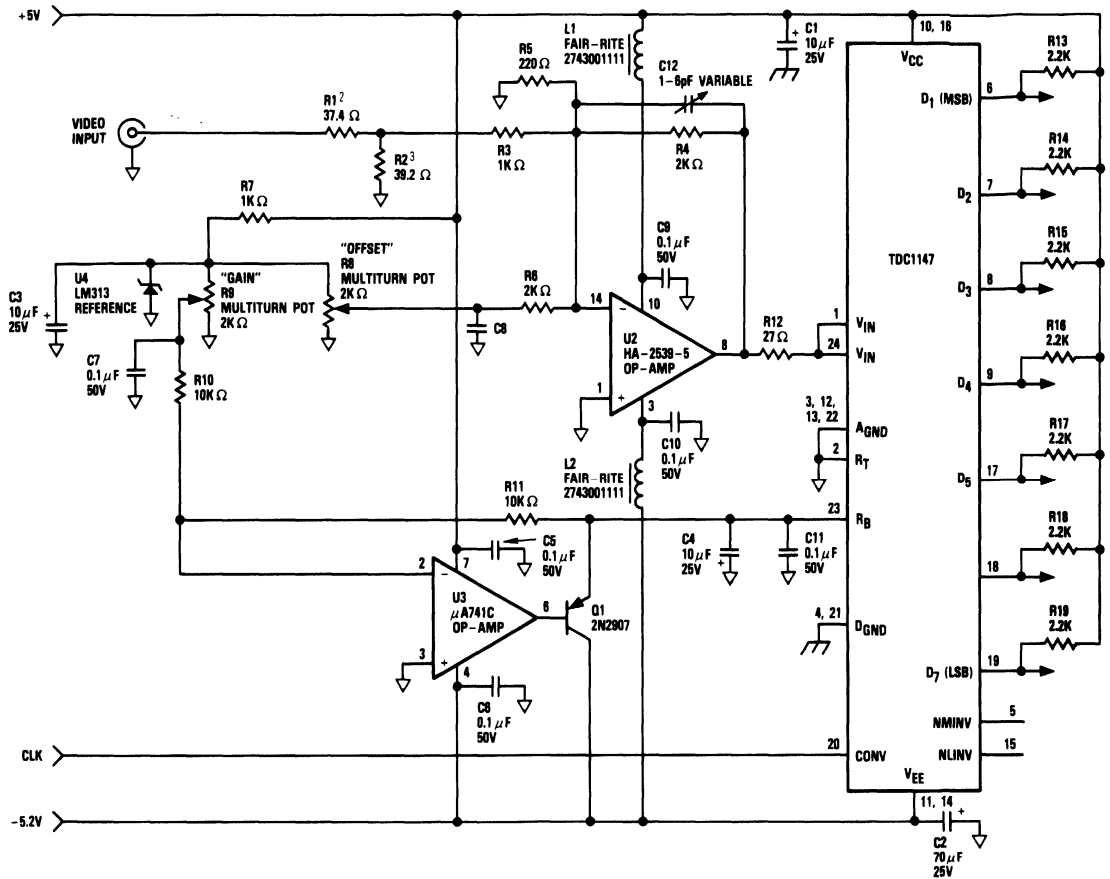 +5V
L1
FAIR-RITE
2743001111
R5
220Ω
C12
1-6pF VARIABLE
C1
10μF
25V
+
10, 16
VCC
R13
2.2K
6
D1 (MSB)
VIDEO
INPUT
R1²
37.4 Ω
R2³
39.2 Ω
R3
1KΩ
R4
2KΩ
R14
2.2K
7
D2
R7
1KΩ
C9
0.1μF
50V
TDC1147
R15
2.2K
8
D3
C3
10μF
25V
+
U4
LM313
REFERENCE
"GAIN"
R9
MULTITURN POT
2KΩ
"OFFSET"
R8
MULTITURN POT
2KΩ
C8
R6
2KΩ
14
-
10
U2
HA-2539-5
OP-AMP
8
1
+
3
R12
27Ω
1
VIN
24
VIN
R16
2.2K
9
D4
C7
0.1μF
50V
R10
10KΩ
C10
0.1μF
50V
3, 12,
13, 22
AGND
2
RT
R17
2.2K
17
D5
L2
FAIR-RITE
2743001111
R11
10KΩ
23
RB
C5
0.1μF
50V
C4
10μF
25V
+
C11
0.1μF
50V
R18
2.2K
18
2
-
7
U3
μA741C
OP-AMP
6
3
+
4
Q1
2N2907
4, 21
DGND
R19
2.2K
19
D7 (LSB)
C6
0.1μF
50V
NMINV
5
CLK
20
CONV
NLINV
15
VEE
-5.2V
11, 14
+
C2
70μF
25V